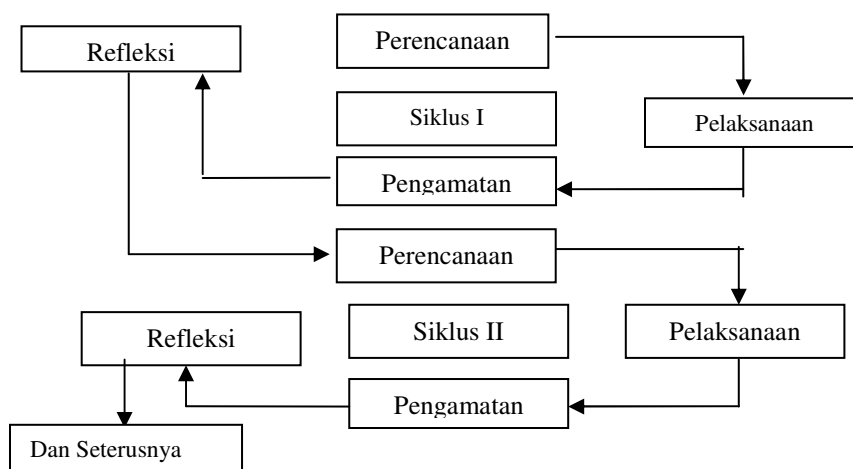 Perencanaan
Refleksi
Siklus I
Pelaksanaan
Pengamatan
Perencanaan
Siklus II
Pelaksanaan
Refleksi
Pengamatan
Dan Seterusnya